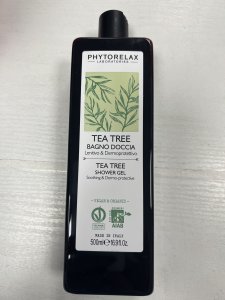 PHYTORELAX
LABORATORIES
TEA TREE
BAGNO DOCCIA
Lenitivo & Dermoprotettivo
TEA TREE
SHOWER GEL
Soothing & Dermo-protective
VEGAN & ORGANIC
AIAB
MADE IN ITALY
500ml e 16.9fl.oz.